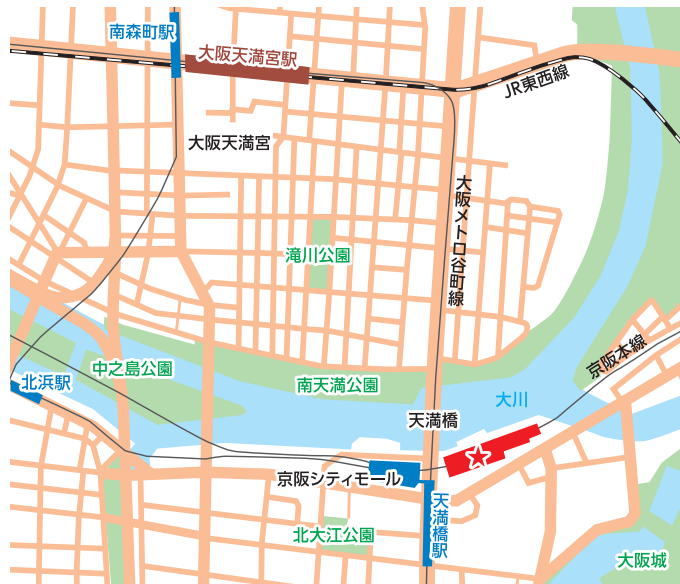 南森町駅
大阪天満宮駅
JR東西線
大阪天満宮
大阪メトロ谷町線
滝川公園
京阪本線
中之島公園
北浜駅
南天満公園
大川
天満橋
京阪シティモール
天満橋駅
北大江公園
大阪城